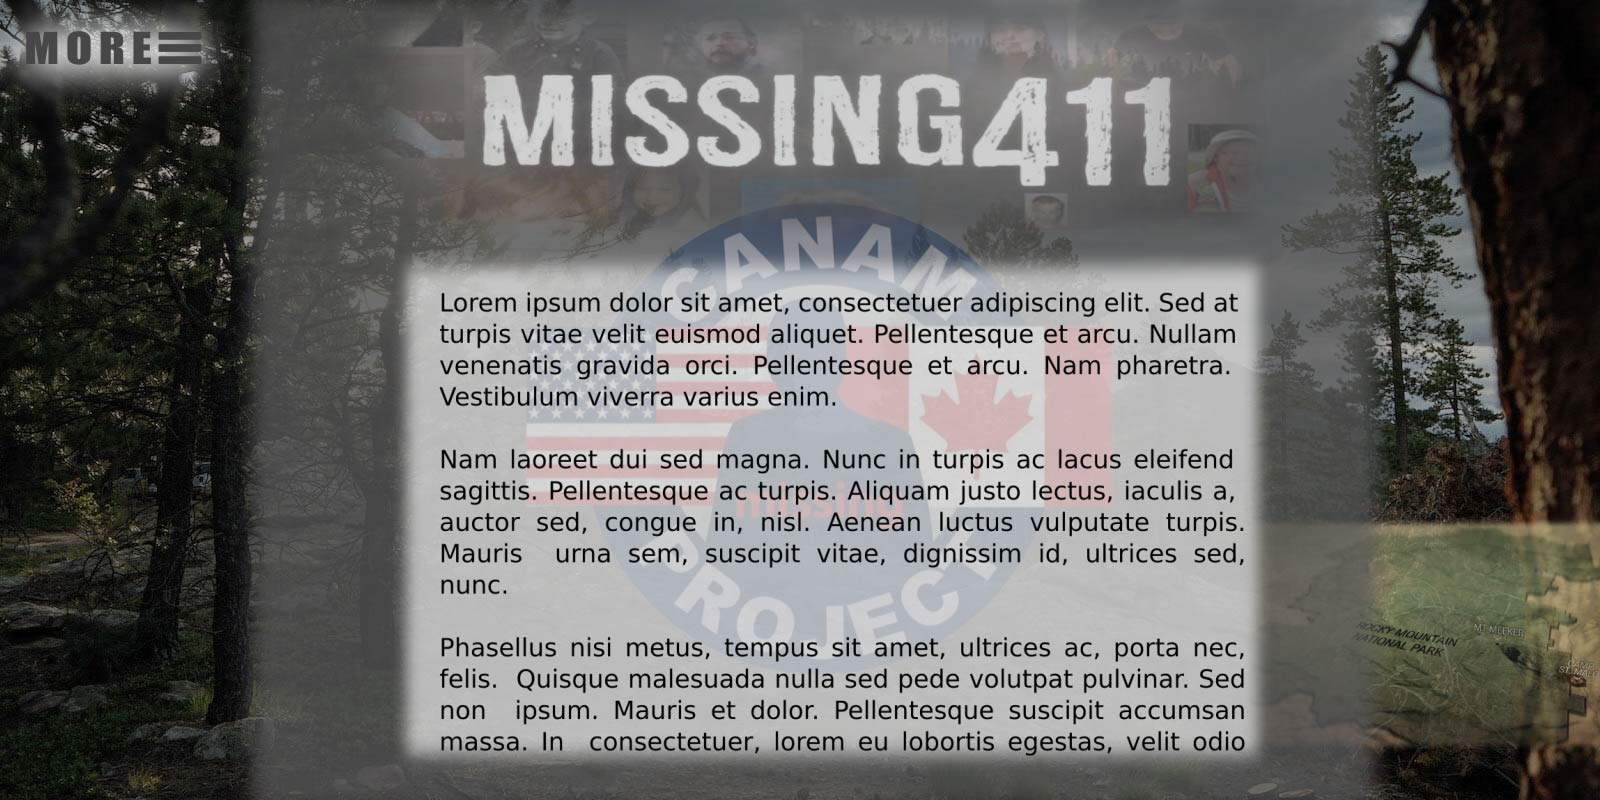 MORE
MISSING411
CANAM
Lorem ipsum dolor sit amet, consectetuer adipiscing elit. Sed at
turpis vitae velit euismod aliquet. Pellentesque et arcu. Nullam
venenatis gravida orci. Pellentesque et arcu. Nam pharetra.
Vestibulum viverra varius enim.
Nam laoreet dui sed magna. Nunc in turpis ac lacus eleifend
sagittis. Pellentesque ac turpis. Aliquam justo lectus, iaculis a,
missing
auctor sed, congue in, nisl. Aenean luctus vulputate turpis.
Mauris urna sem, suscipit vitae, dignissim id, ultrices sed,
nunc.
PROJECT
Phasellus nisi metus, tempus sit amet, ultrices ac, porta nec,
felis. Quisque malesuada nulla sed pede volutpat pulvinar. Sed
non ipsum. Mauris et dolor. Pellentesque suscipit accumsan
massa. In consectetuer, lorem eu lobortis egestas, velit odio
ROCKY MOUNTAIN
NATIONAL PARK
MT MEEKER
CAMP
ST. MALO